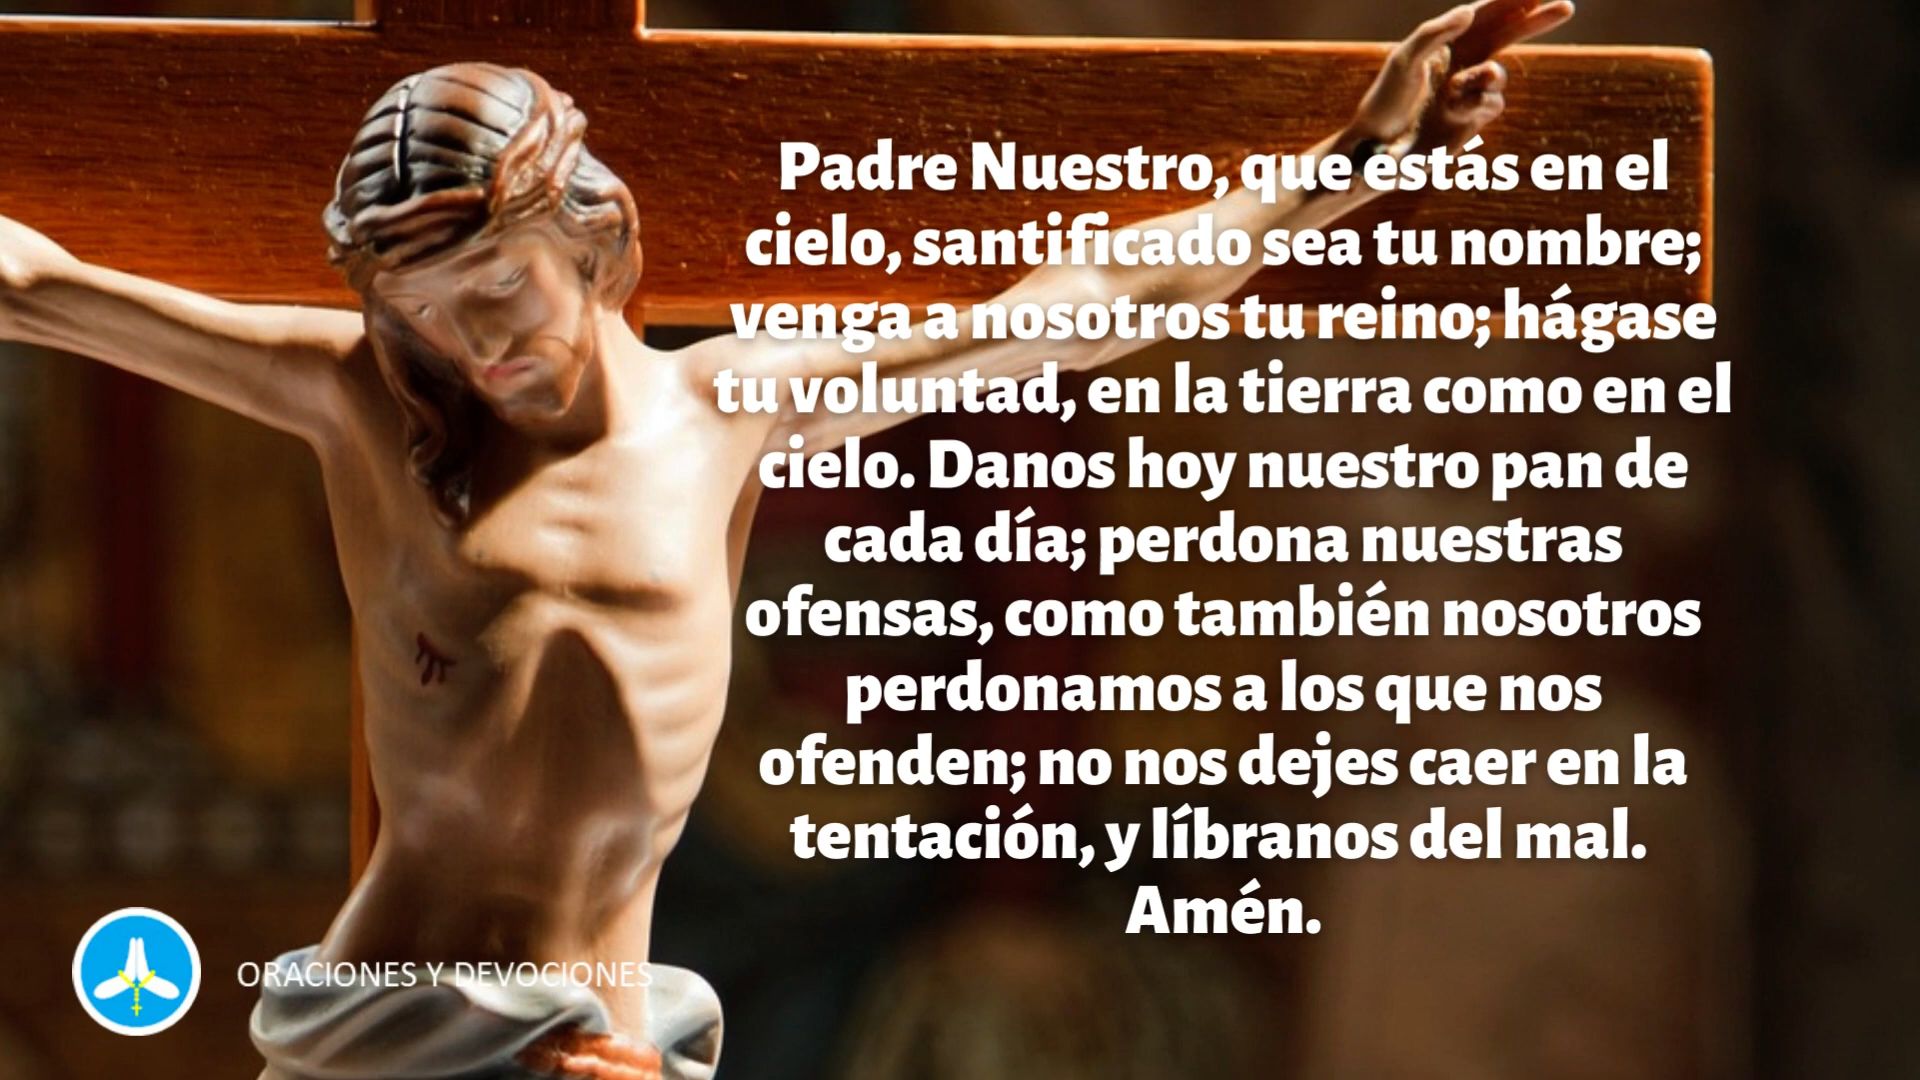 Padre Nuestro, que estás en el
cielo, santificado sea tu nombre;
venga a nosotros tu reino; hágase
tu voluntad, en la tierra como en el
cielo. Danos hoy nuestro pan de
cada día; perdona nuestras
ofensas, como también nosotros
perdonamos a los que nos
ofenden; no nos dejes caer en la
tentación, y líbranos del mal.
Amén.
ORACIONES Y DEVOCIONES